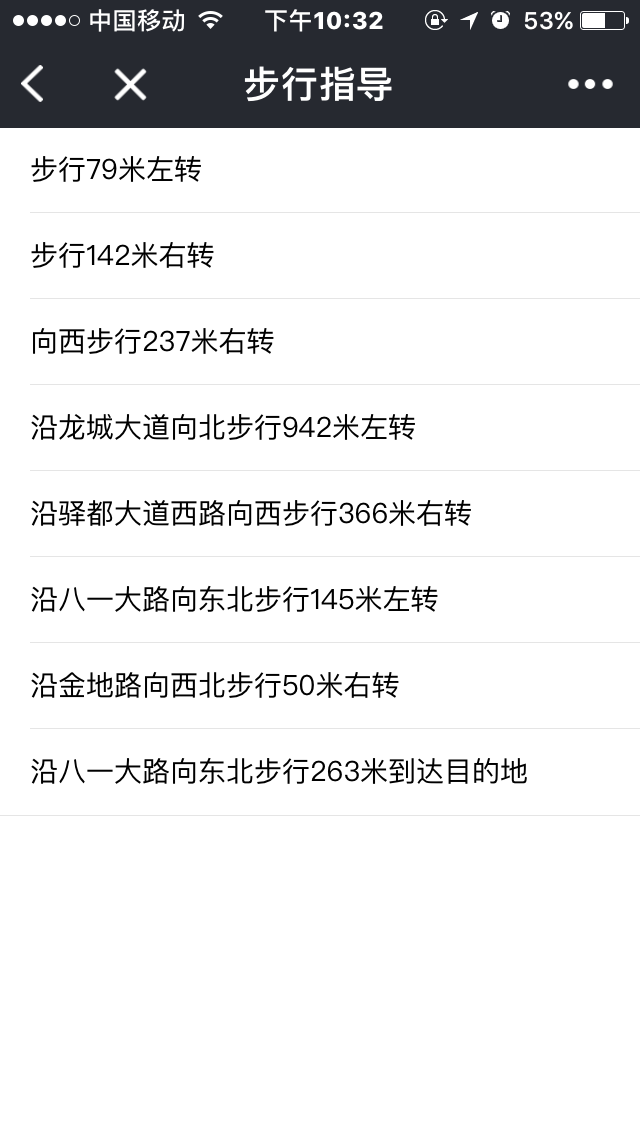 中国移动 下午10:32 53%
步行指导
步行79米左转
步行142米右转
向西步行237米右转
沿龙城大道向北步行942米左转
沿驿都大道西路向西步行366米右转
沿八一大路向东北步行145米左转
沿金地路向西北步行50米右转
沿八一大路向东北步行263米到达目的地